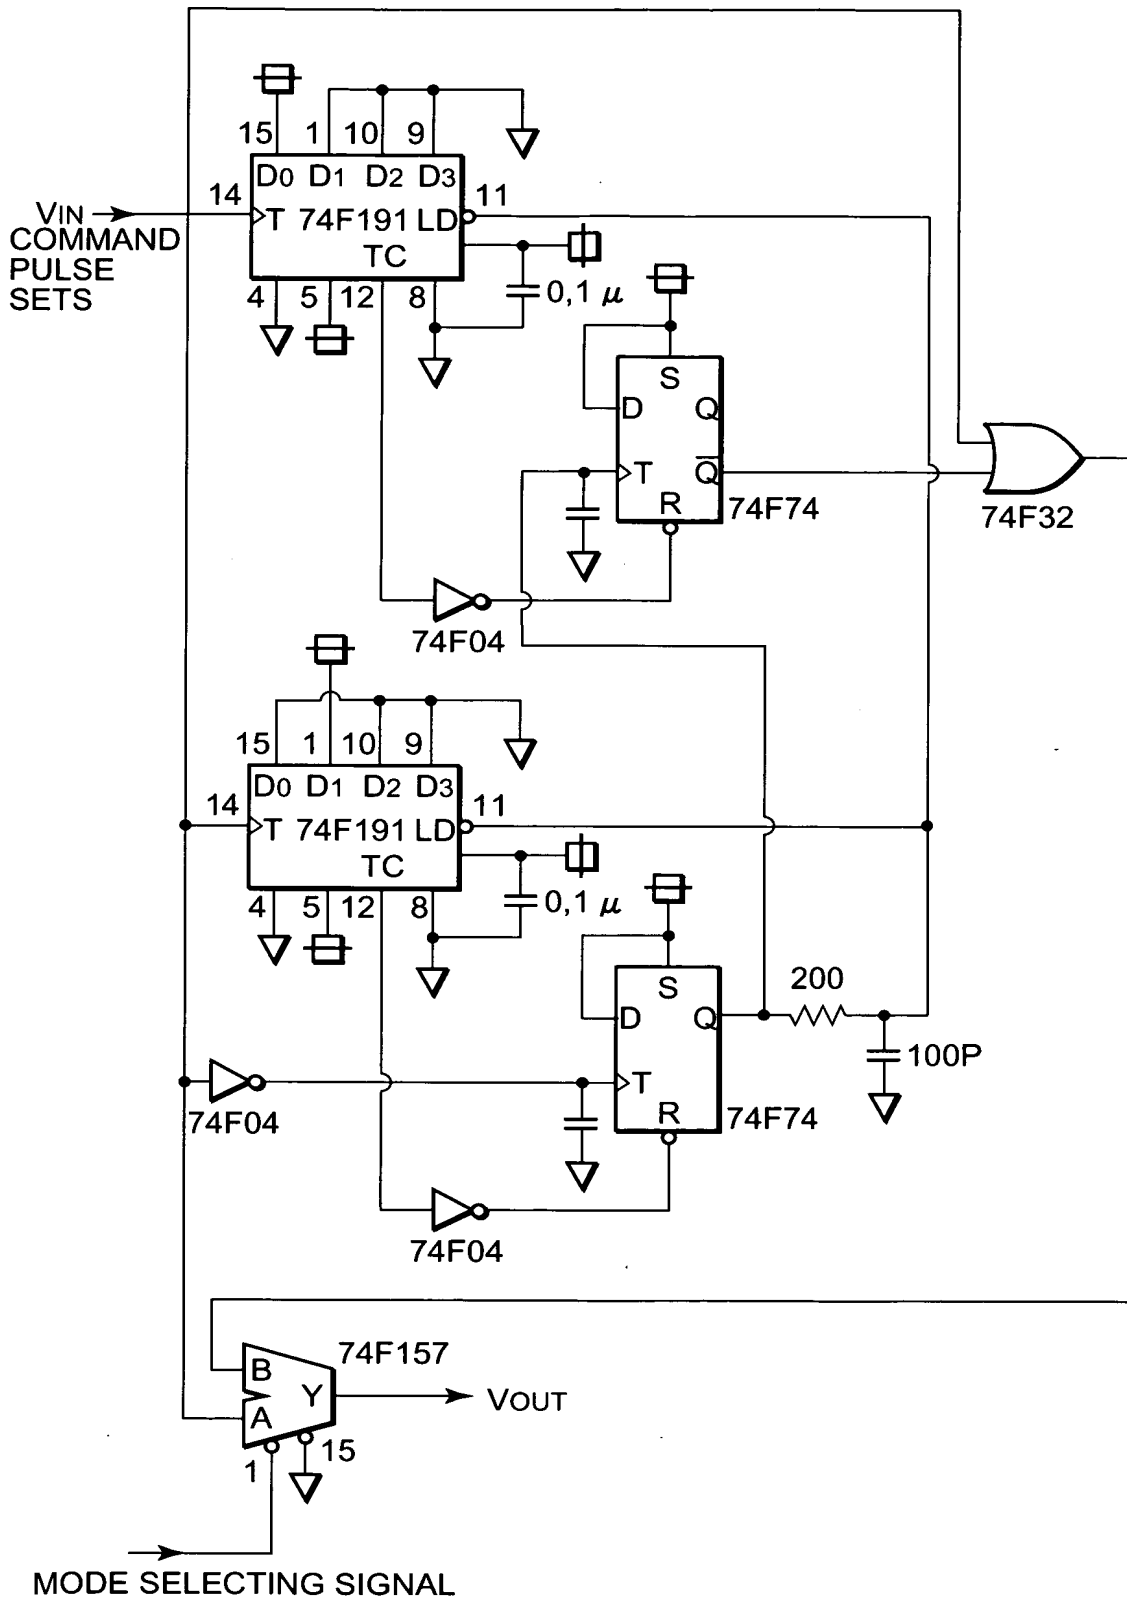 15 1 10 9
D0 D1 D2 D3
14 11
VIN
COMMAND
PULSE
SETS
T 74F191 LD
TC
4 5 12 8
0,1 μ
S
D Q
T Q
R
74F74
74F32
74F04
15 1 10 9
D0 D1 D2 D3
14 11
T 74F191 LD
TC
4 5 12 8
0,1 μ
S
D Q
200
100P
T
R
74F74
74F04
74F04
74F157
B
Y
VOUT
A
15
1
MODE SELECTING SIGNAL